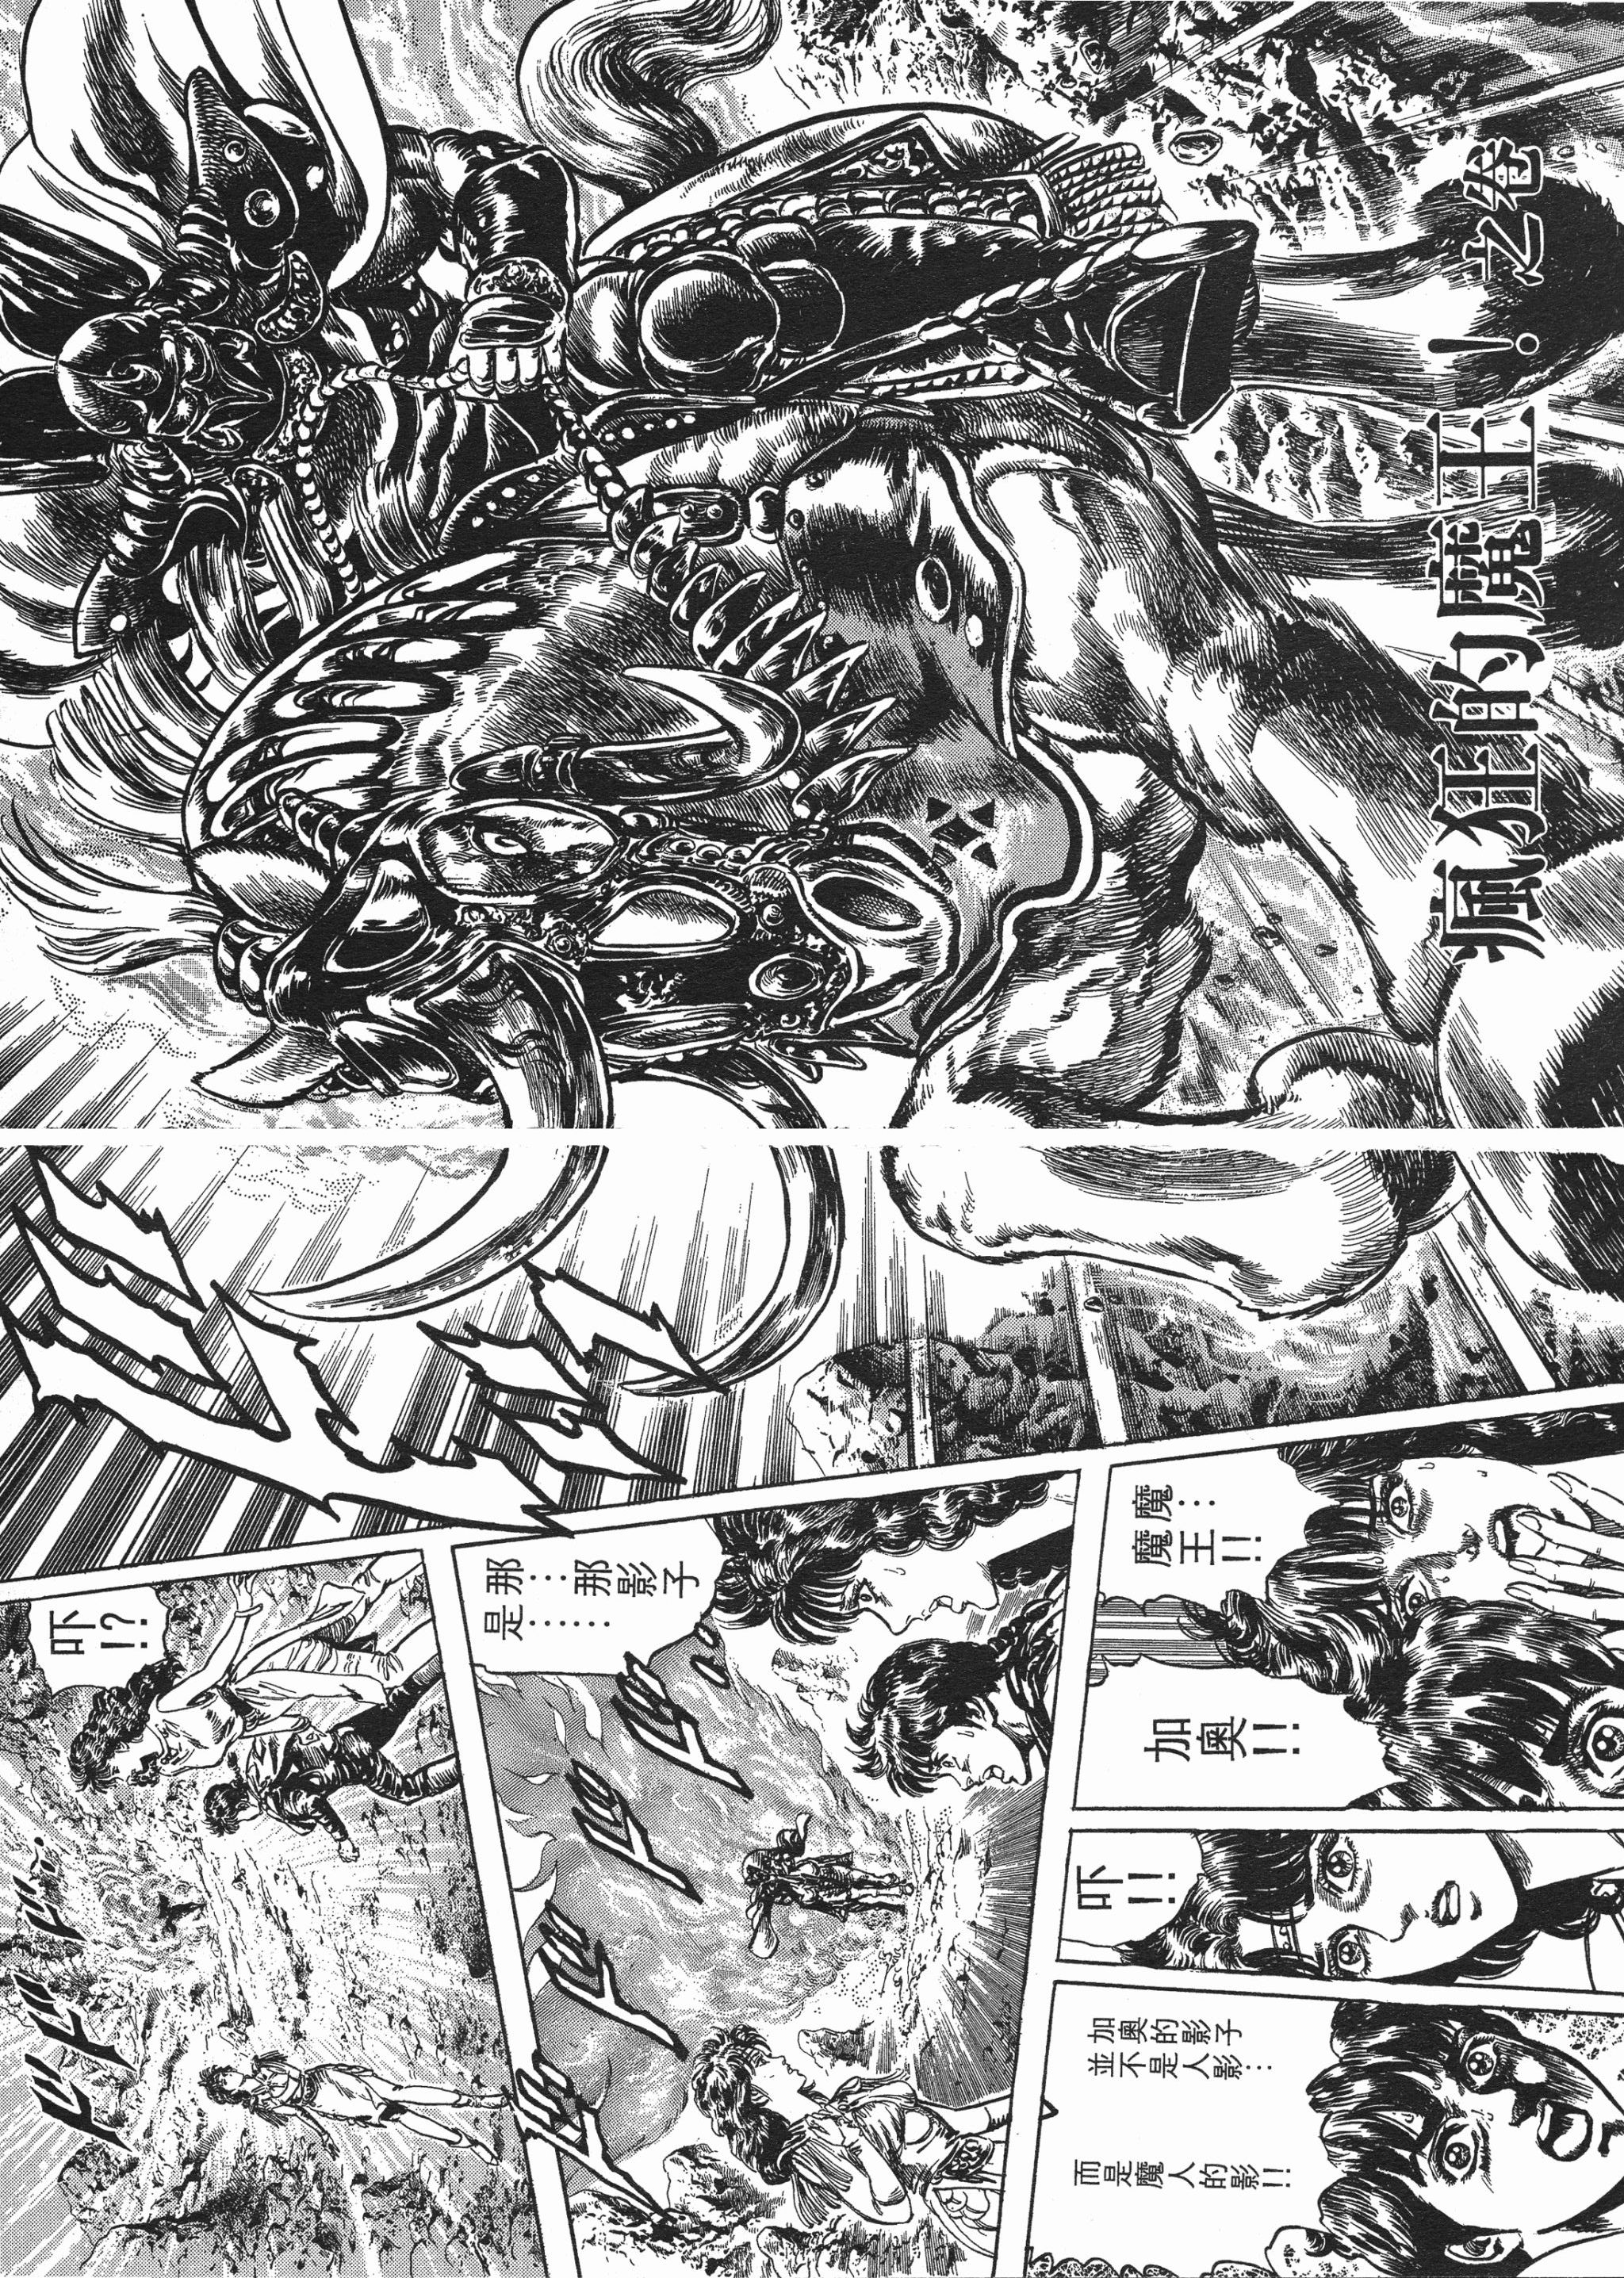 瘋狂的魔王!之卷
吓!?
那…那影子
是……
魔…
魔王!!
加奧!!
吓!!
加奧的影子
並不是人影…
而是魔人的影!!